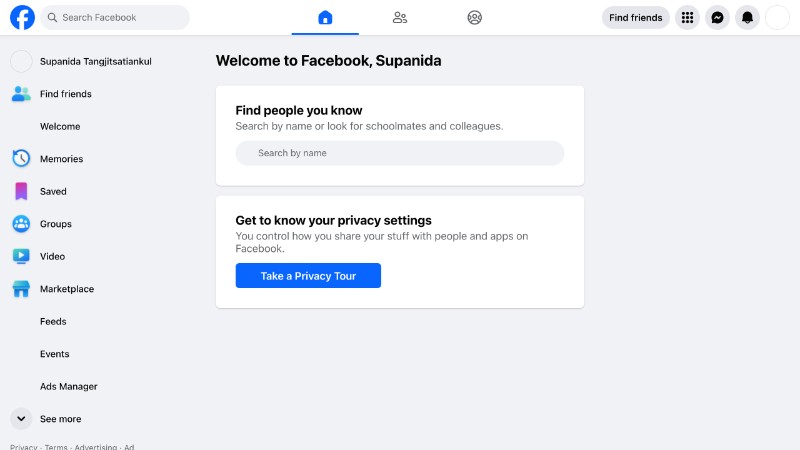 Search Facebook
Find friends
Supanida Tangjitsatiankul
Find friends
Welcome
Memories
Saved
Groups
Video
Marketplace
Feeds
Events
Ads Manager
See more
Privacy · Terms · Advertising · Ad
Welcome to Facebook, Supanida
Find people you know
Search by name or look for schoolmates and colleagues.
Search by name
Get to know your privacy settings
You control how you share your stuff with people and apps on
Facebook.
Take a Privacy Tour